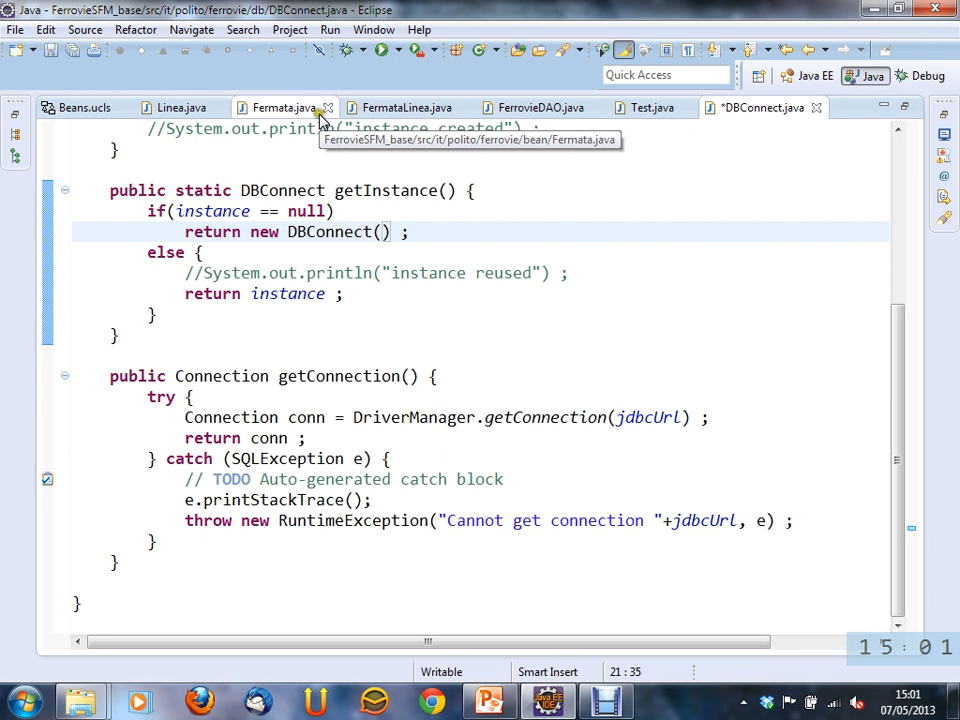 Java - FerrovieSFM_base/src/it/polito/ferrovie/db/DBConnect.java - Eclipse
File Edit Source Refactor Navigate Search Project Run Window Help
Quick Access
Java EE Java Debug
Beans.ucls Linea.java Fermata.java FermataLinea.java FerrovieDAO.java Test.java *DBConnect.java
//System.out.println("instance created") ;
FerrovieSFM_base/src/it/polito/ferrovie/bean/Fermata.java
}
public static DBConnect getInstance() {
if(instance == null)
return new DBConnect() ;
else {
//System.out.println("instance reused") ;
return instance ;
}
}
public Connection getConnection() {
try {
Connection conn = DriverManager.getConnection(jdbcUrl) ;
return conn ;
} catch (SQLException e) {
// TODO Auto-generated catch block
e.printStackTrace();
throw new RuntimeException("Cannot get connection "+jdbcUrl, e) ;
}
}
}
15:01
Writable Smart Insert 21 : 35
15:01
07/05/2013